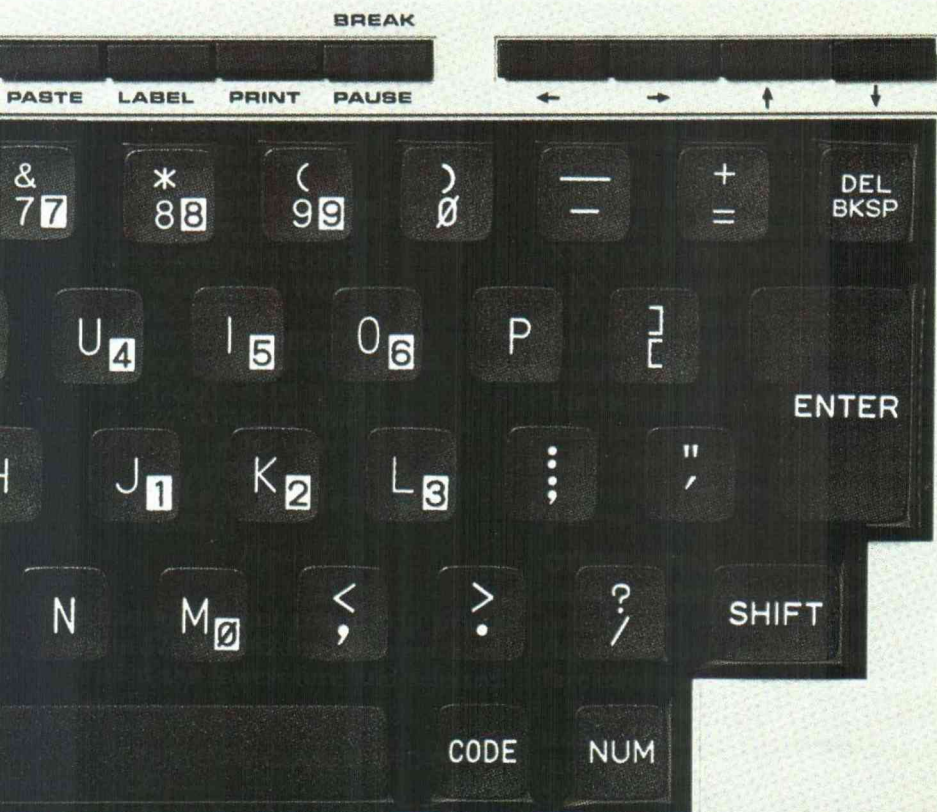 BREAK
PASTE LABEL PRINT PAUSE ← → ↑ ↓
& * ( ) — + DEL
7 7 8 8 9 9 Ø - = BKSP
U 4 I 5 O 6 P ] [
ENTER
H J 1 K 2 L 3 : ; " '
N M Ø < , > . ? / SHIFT
CODE NUM